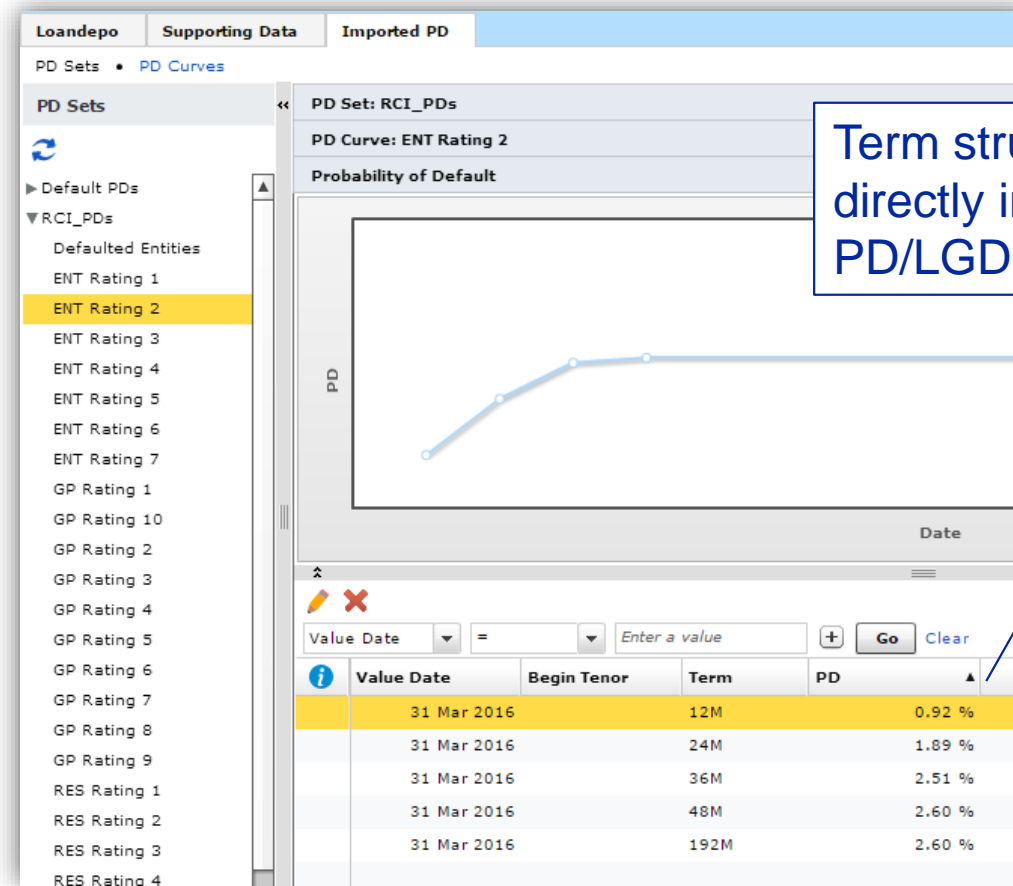 Loandepo Supporting Data Imported PD
PD Sets • PD Curves
PD Sets
Default PDs
RCI_PDs
Defaulted Entities
ENT Rating 1
ENT Rating 2
ENT Rating 3
ENT Rating 4
ENT Rating 5
ENT Rating 6
ENT Rating 7
GP Rating 1
GP Rating 10
GP Rating 2
GP Rating 3
GP Rating 4
GP Rating 5
GP Rating 6
GP Rating 7
GP Rating 8
GP Rating 9
RES Rating 1
RES Rating 2
RES Rating 3
RES Rating 4
PD Set: RCI_PDs
PD Curve: ENT Rating 2
Probability of Default
Term
directly
PD/LGD
PD
Date
Value Date = Enter a value + Go Clear
Value Date Begin Tenor Term PD
31 Mar 2016 12M 0.92 %
31 Mar 2016 24M 1.89 %
31 Mar 2016 36M 2.51 %
31 Mar 2016 48M 2.60 %
31 Mar 2016 192M 2.60 %